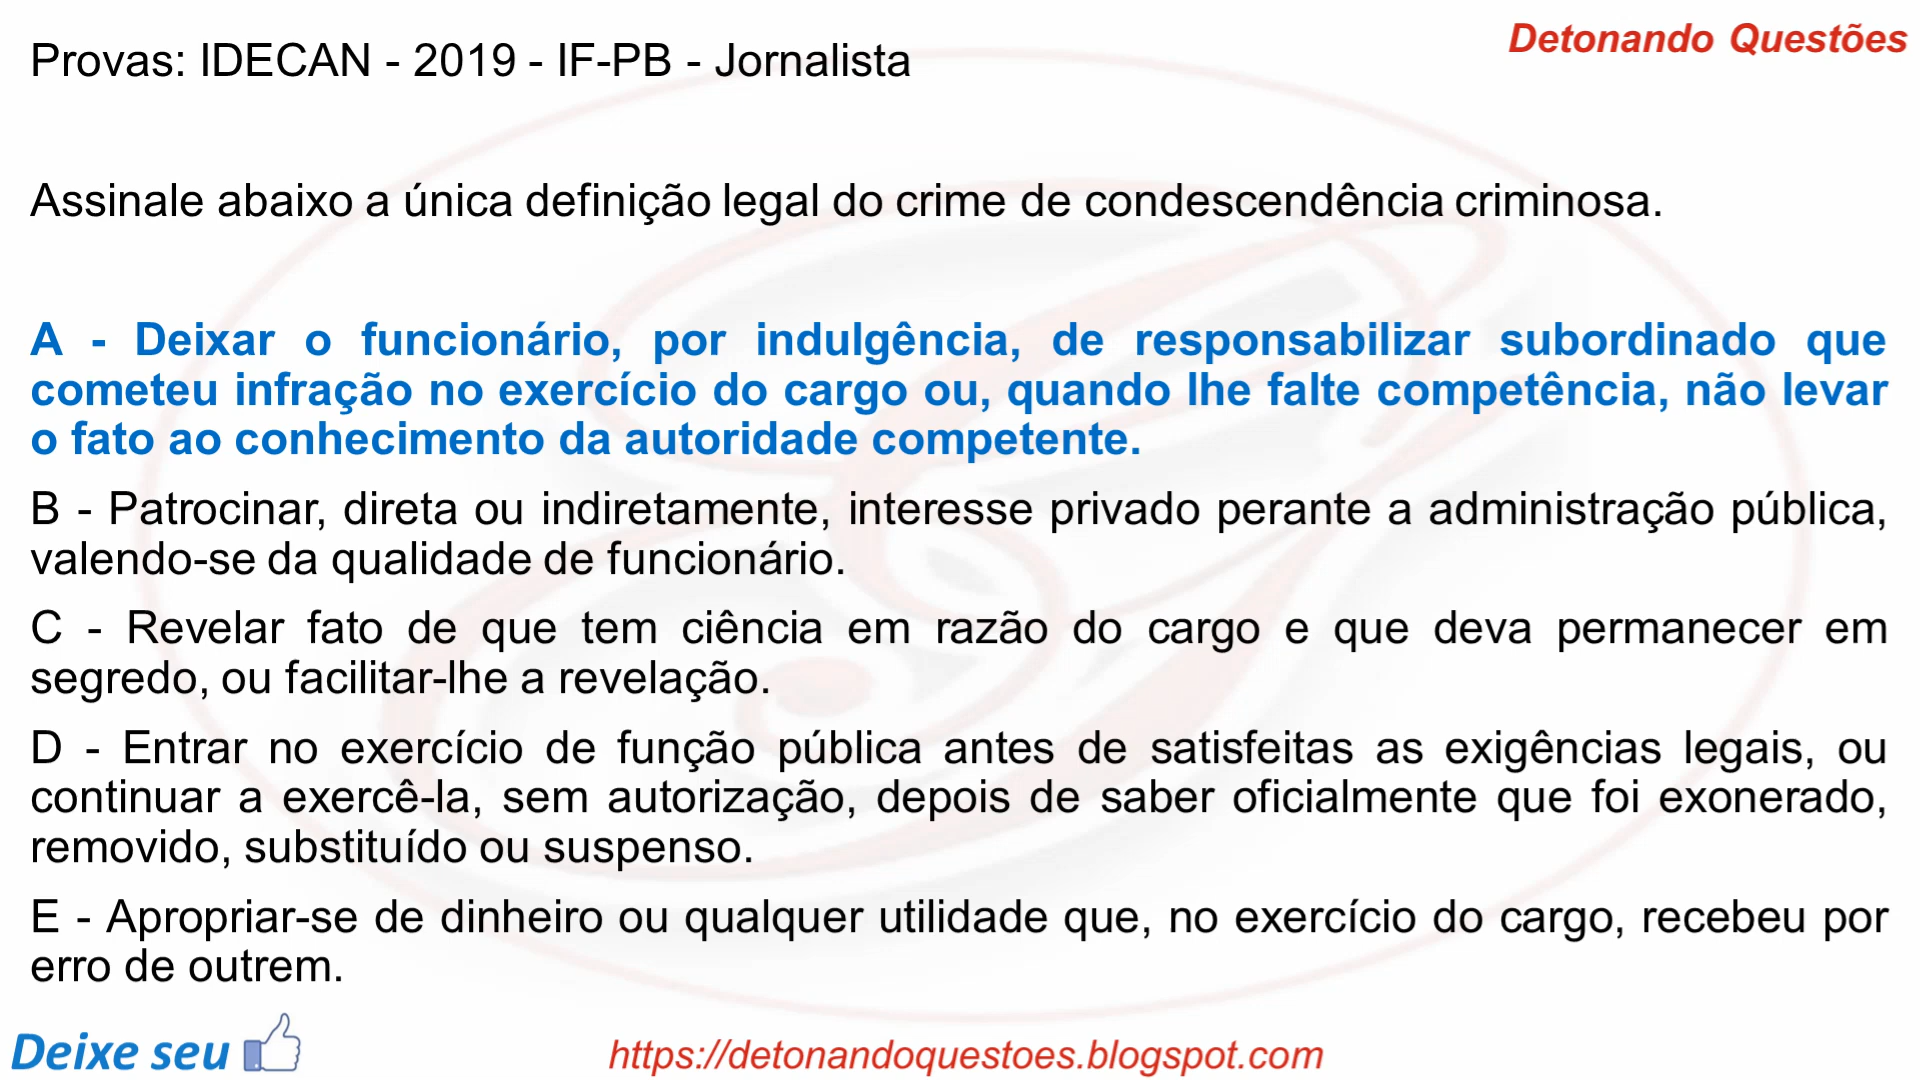 Provas: IDECAN - 2019 - IF-PB - Jornalista
Detonando Questões
Assinale abaixo a única definição legal do crime de condescendência criminosa.
A - Deixar o funcionário, por indulgência, de responsabilizar subordinado que
cometeu infração no exercício do cargo ou, quando lhe falte competência, não levar
o fato ao conhecimento da autoridade competente.
B - Patrocinar, direta ou indiretamente, interesse privado perante a administração pública,
valendo-se da qualidade de funcionário.
C - Revelar fato de que tem ciência em razão do cargo e que deva permanecer em
segredo, ou facilitar-lhe a revelação.
D - Entrar no exercício de função pública antes de satisfeitas as exigências legais, ou
continuar a exercê-la, sem autorização, depois de saber oficialmente que foi exonerado,
removido, substituído ou suspenso.
E - Apropriar-se de dinheiro ou qualquer utilidade que, no exercício do cargo, recebeu por
erro de outrem.
Deixe seu
https://detonandoquestoes.blogspot.com